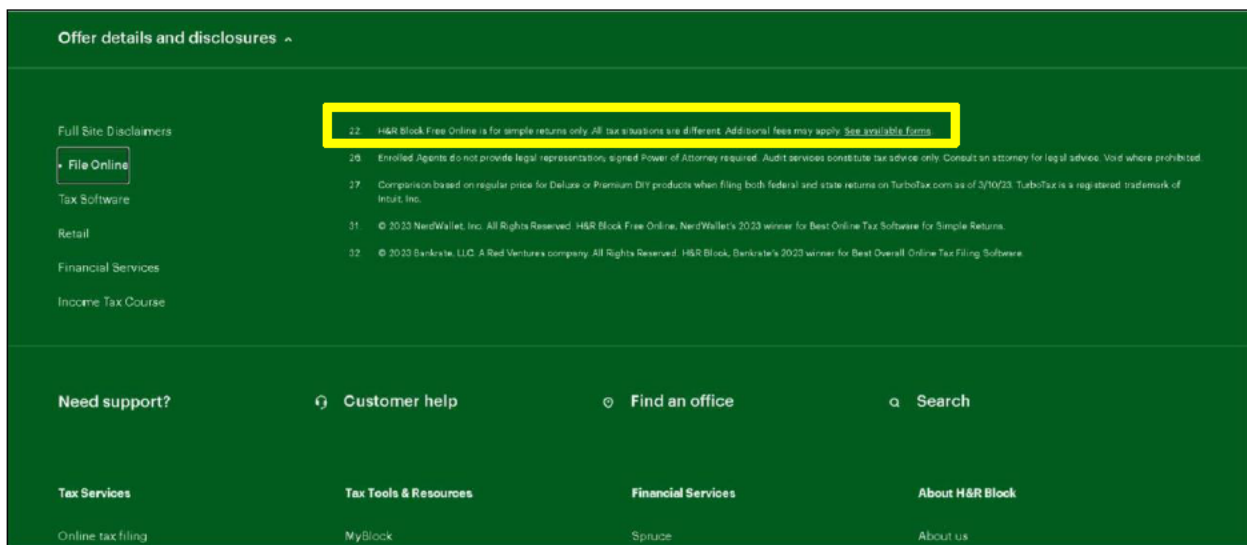 Offer details and disclosures
Full Site Disclaimers
• File Online
Tax Software
Retail
Financial Services
Income Tax Course
22. H&R Block Free Online is for simple returns only. All tax situations are different. Additional fees may apply. See available forms.
26. Enrolled Agents do not provide legal representation; signed Power of Attorney required. Audit services constitute tax advice only. Consult an attorney for legal advice. Void where prohibited.
27. Comparison based on regular price for Deluxe or Premium DIY products when filing both federal and state returns on TurboTax.com as of 3/10/23. TurboTax is a registered trademark of
Intuit, Inc.
31. © 2023 NerdWallet, Inc. All Rights Reserved. H&R Block Free Online, NerdWallet's 2023 winner for Best Online Tax Software for Simple Returns.
32. © 2023 Bankrate, LLC. A Red Ventures company. All Rights Reserved. H&R Block, Bankrate's 2023 winner for Best Overall Online Tax Filing Software.
Need support?
Customer help
Find an office
Search
Tax Services
Online tax filing
Tax Tools & Resources
MyBlock
Financial Services
Spruce
About H&R Block
About us